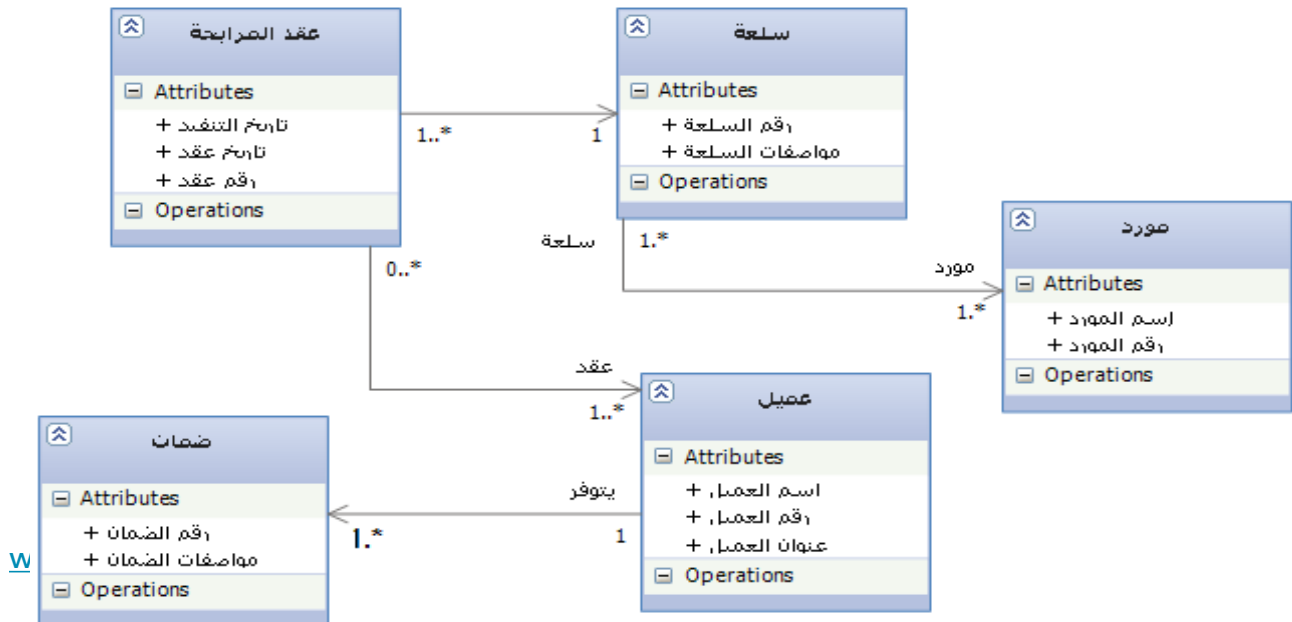 عقد المرابحة
Attributes
+ تاريخ التنفيد
+ تاريخ عقد
+ رقم عقد
Operations
1..*
1
سلعة
Attributes
+ رقم السلعة
+ مواصفات السلعة
Operations
سلعة
1.*
مورد
1.*
مورد
Attributes
+ إسم المورد
+ رقم المورد
Operations
0..*
عقد
1..*
عميل
Attributes
+ اسم العميل
+ رقم العميل
+ عنوان العميل
Operations
يتوفر
1
1.*
ضمان
Attributes
+ رقم الضمان
+ مواصفات الضمان
Operations
w